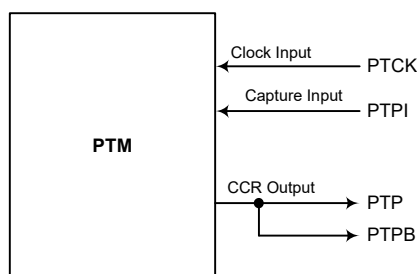 Clock Input
PTCK
Capture Input
PTPI
PTM
CCR Output
PTP
PTPB